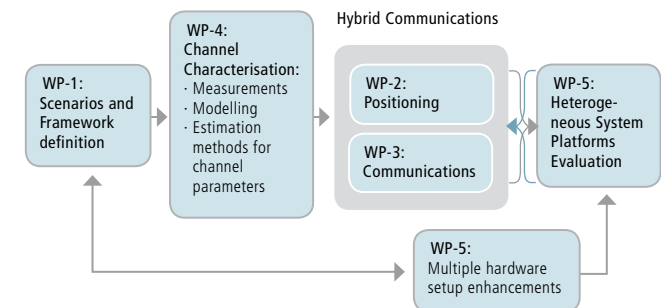 Hybrid Communications
WP-1:
Scenarios and
Framework
definition
WP-4:
Channel
Characterisation:
· Measurements
· Modelling
· Estimation
methods for
channel
parameters
WP-2:
Positioning
WP-3:
Communications
WP-5:
Heteroge-
neous System
Platforms
Evaluation
WP-5:
Multiple hardware
setup enhancements